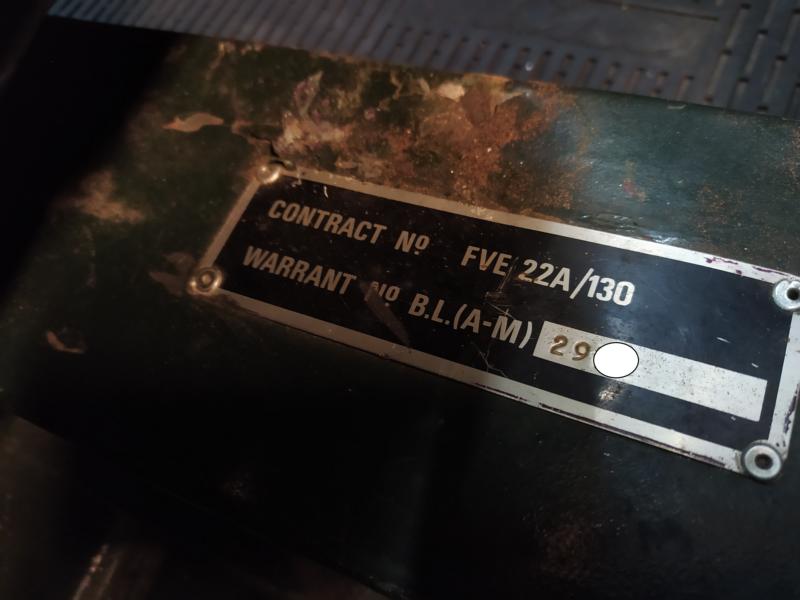 CONTRACT Nº FVE 22A/130
WARRANT Nº B.L.(A-M) 29